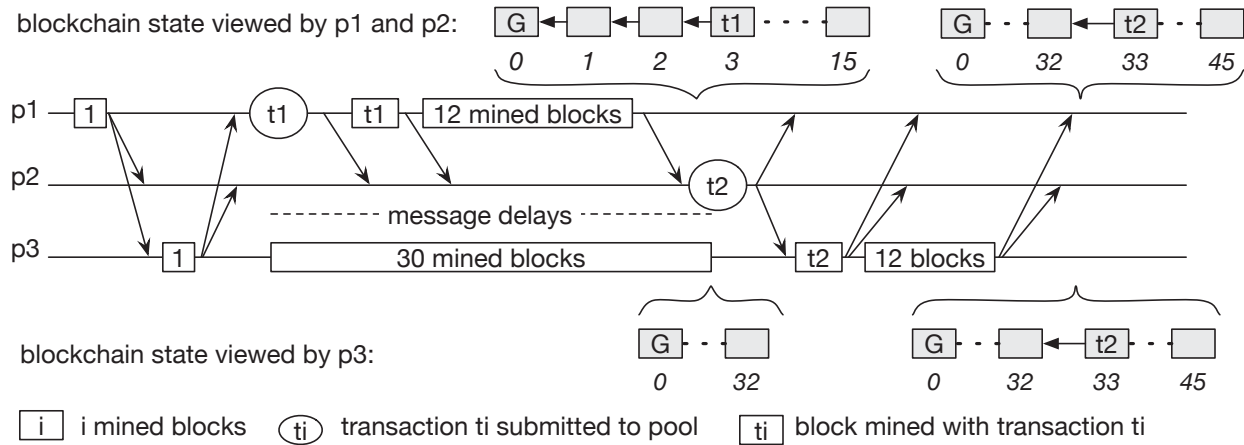 blockchain state viewed by p1 and p2:
G t1
0 1 2 3 15
G t2
0 32 33 45
p1 1 t1 t1 12 mined blocks
p2 t2
message delays
p3 1 30 mined blocks t2 12 blocks
blockchain state viewed by p3:
G
0 32
G t2
0 32 33 45
i i mined blocks ti transaction ti submitted to pool ti block mined with transaction ti